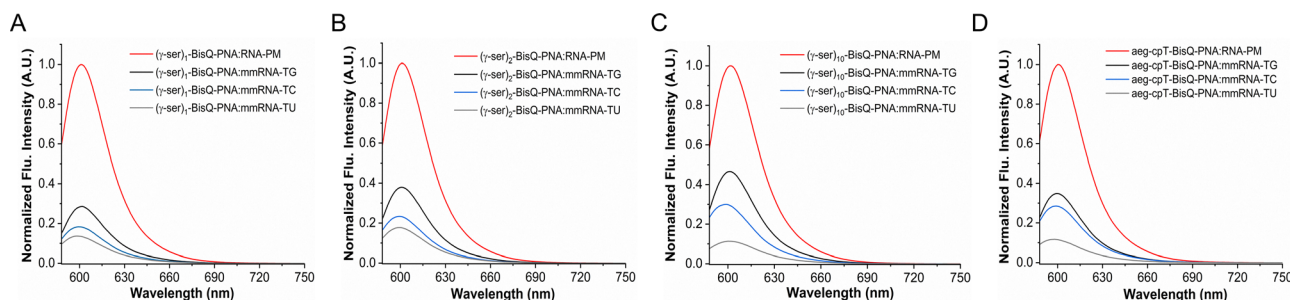 A
Normalized Flu. Intensity (A.U.)
1.0
0.8
0.6
0.4
0.2
0.0
(γ-ser)₁-BisQ-PNA:RNA-PM
(γ-ser)₁-BisQ-PNA:mmRNA-TG
(γ-ser)₁-BisQ-PNA:mmRNA-TC
(γ-ser)₁-BisQ-PNA:mmRNA-TU
600 630 660 690 720 750
Wavelength (nm)
B
Normalized Flu. Intensity (A.U.)
1.0
0.8
0.6
0.4
0.2
0.0
(γ-ser)₂-BisQ-PNA:RNA-PM
(γ-ser)₂-BisQ-PNA:mmRNA-TG
(γ-ser)₂-BisQ-PNA:mmRNA-TC
(γ-ser)₂-BisQ-PNA:mmRNA-TU
600 630 660 690 720 750
Wavelength (nm)
C
Normalized Flu. Intensity (A.U.)
1.0
0.8
0.6
0.4
0.2
0.0
(γ-ser)₁₀-BisQ-PNA:RNA-PM
(γ-ser)₁₀-BisQ-PNA:mmRNA-TG
(γ-ser)₁₀-BisQ-PNA:mmRNA-TC
(γ-ser)₁₀-BisQ-PNA:mmRNA-TU
600 630 660 690 720 750
Wavelength (nm)
D
Normalized Flu. Intensity (A.U.)
1.0
0.8
0.6
0.4
0.2
0.0
aeg-cpT-BisQ-PNA:RNA-PM
aeg-cpT-BisQ-PNA:mmRNA-TG
aeg-cpT-BisQ-PNA:mmRNA-TC
aeg-cpT-BisQ-PNA:mmRNA-TU
600 630 660 690 720 750
Wavelength (nm)